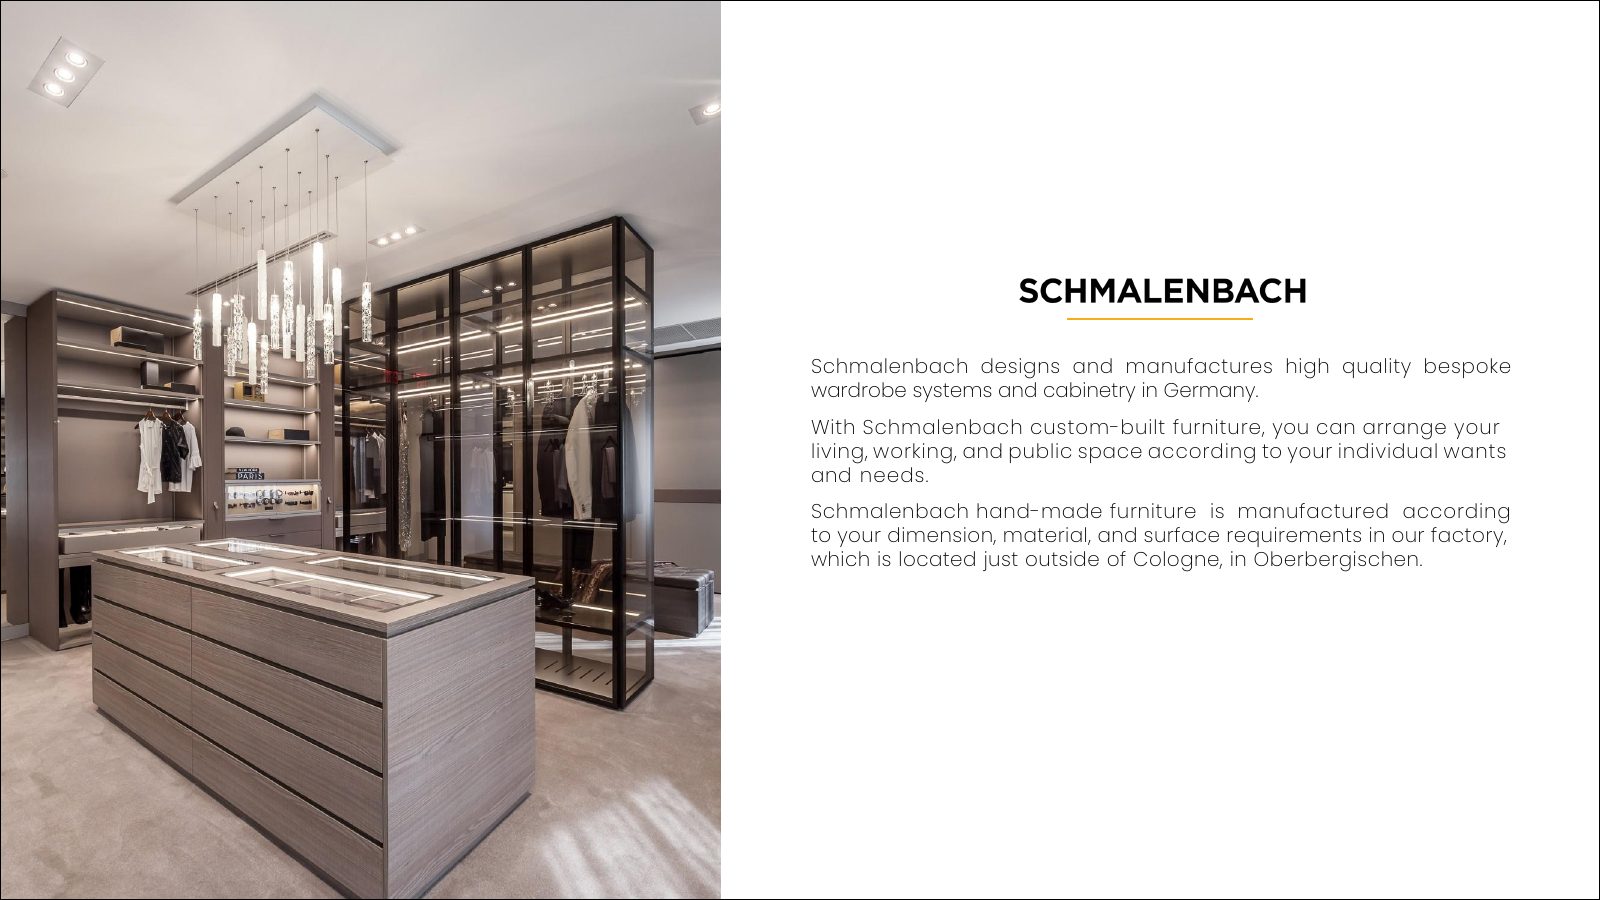 SCHMALENBACH
Schmalenbach designs and manufactures high quality bespoke
wardrobe systems and cabinetry in Germany.
With Schmalenbach custom-built furniture, you can arrange your
living, working, and public space according to your individual wants
and needs.
Schmalenbach hand-made furniture is manufactured according
to your dimension, material, and surface requirements in our factory,
which is located just outside of Cologne, in Oberbergischen.
PARIS